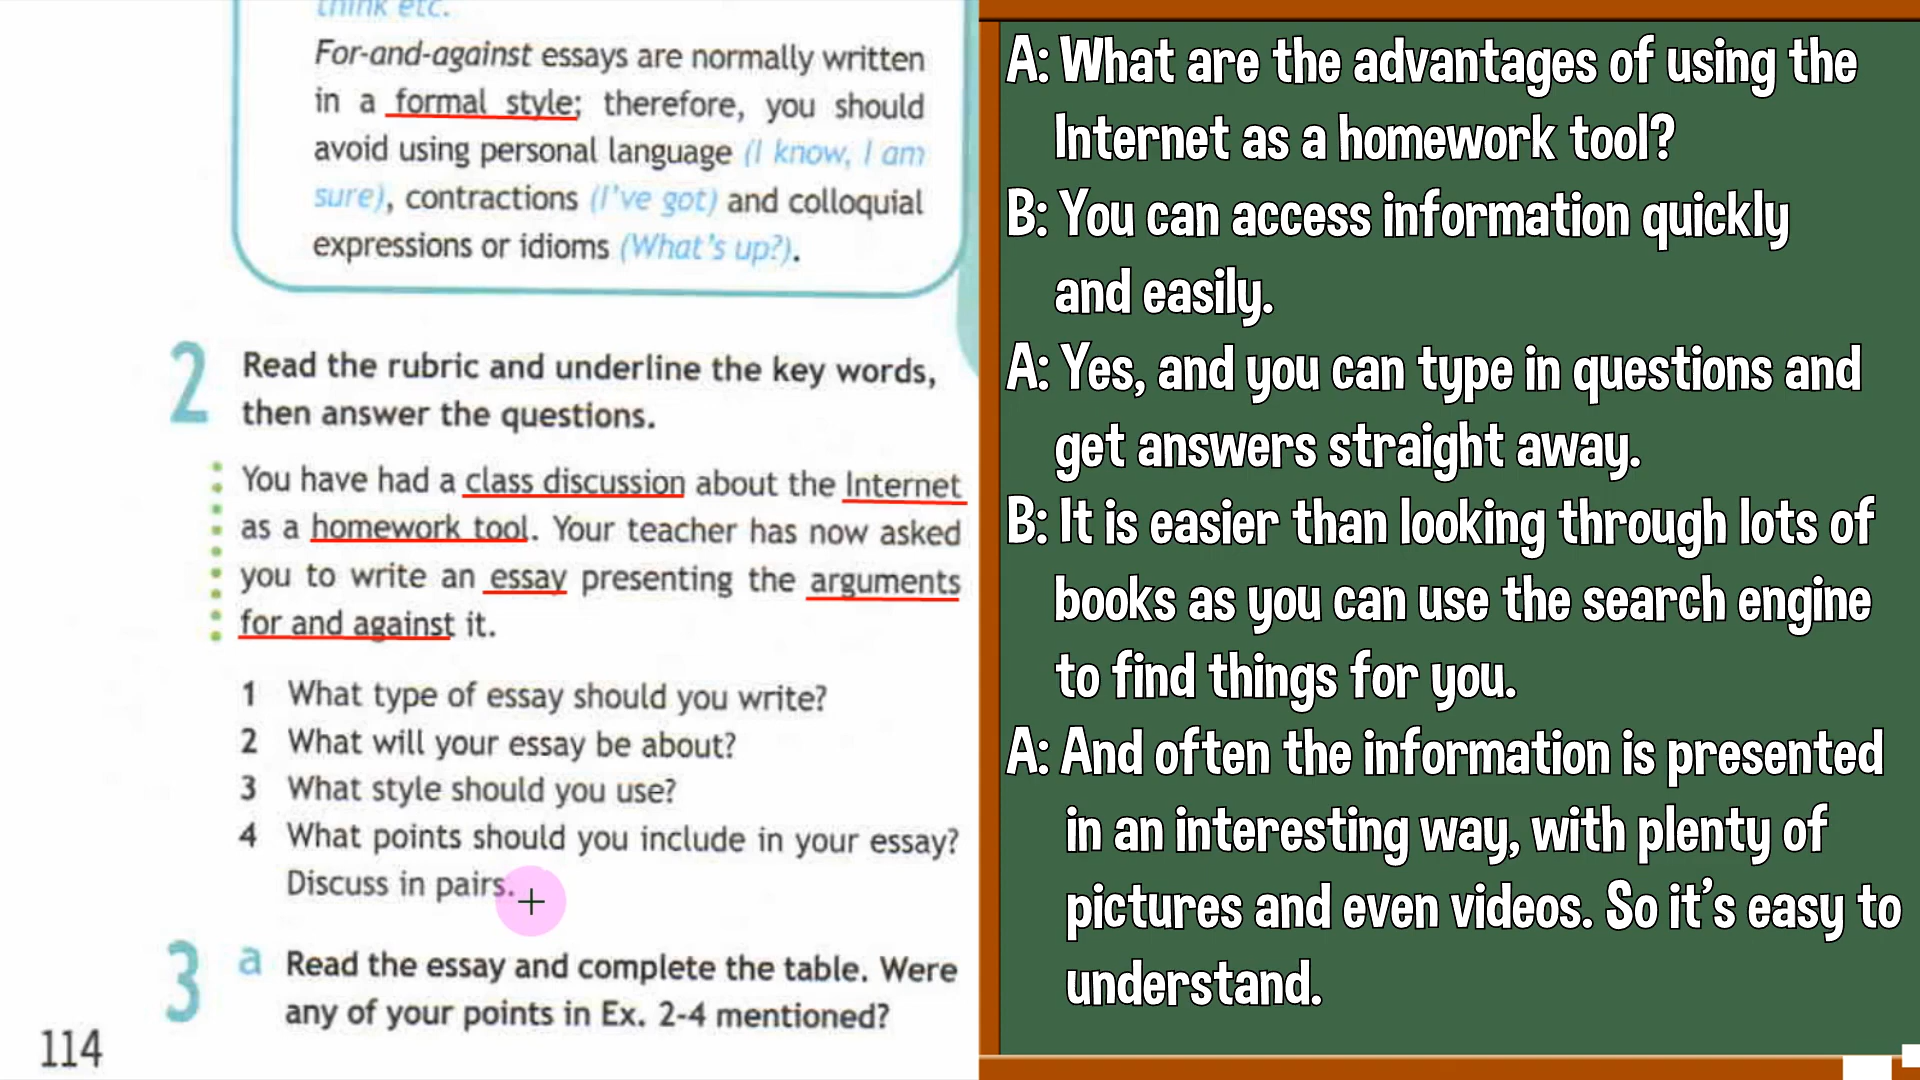 think etc.
For-and-against essays are normally written
in a formal style; therefore, you should
avoid using personal language (I know, I am
sure), contractions (I've got) and colloquial
expressions or idioms (What's up?).
2 Read the rubric and underline the key words,
then answer the questions.
You have had a class discussion about the Internet
as a homework tool. Your teacher has now asked
you to write an essay presenting the arguments
for and against it.
1 What type of essay should you write?
2 What will your essay be about?
3 What style should you use?
4 What points should you include in your essay?
Discuss in pairs.
3 a Read the essay and complete the table. Were
any of your points in Ex. 2-4 mentioned?
114
A: What are the advantages of using the
Internet as a homework tool?
B: You can access information quickly
and easily.
A: Yes, and you can type in questions and
get answers straight away.
B: It is easier than looking through lots of
books as you can use the search engine
to find things for you.
A: And often the information is presented
in an interesting way, with plenty of
pictures and even videos. So it's easy to
understand.